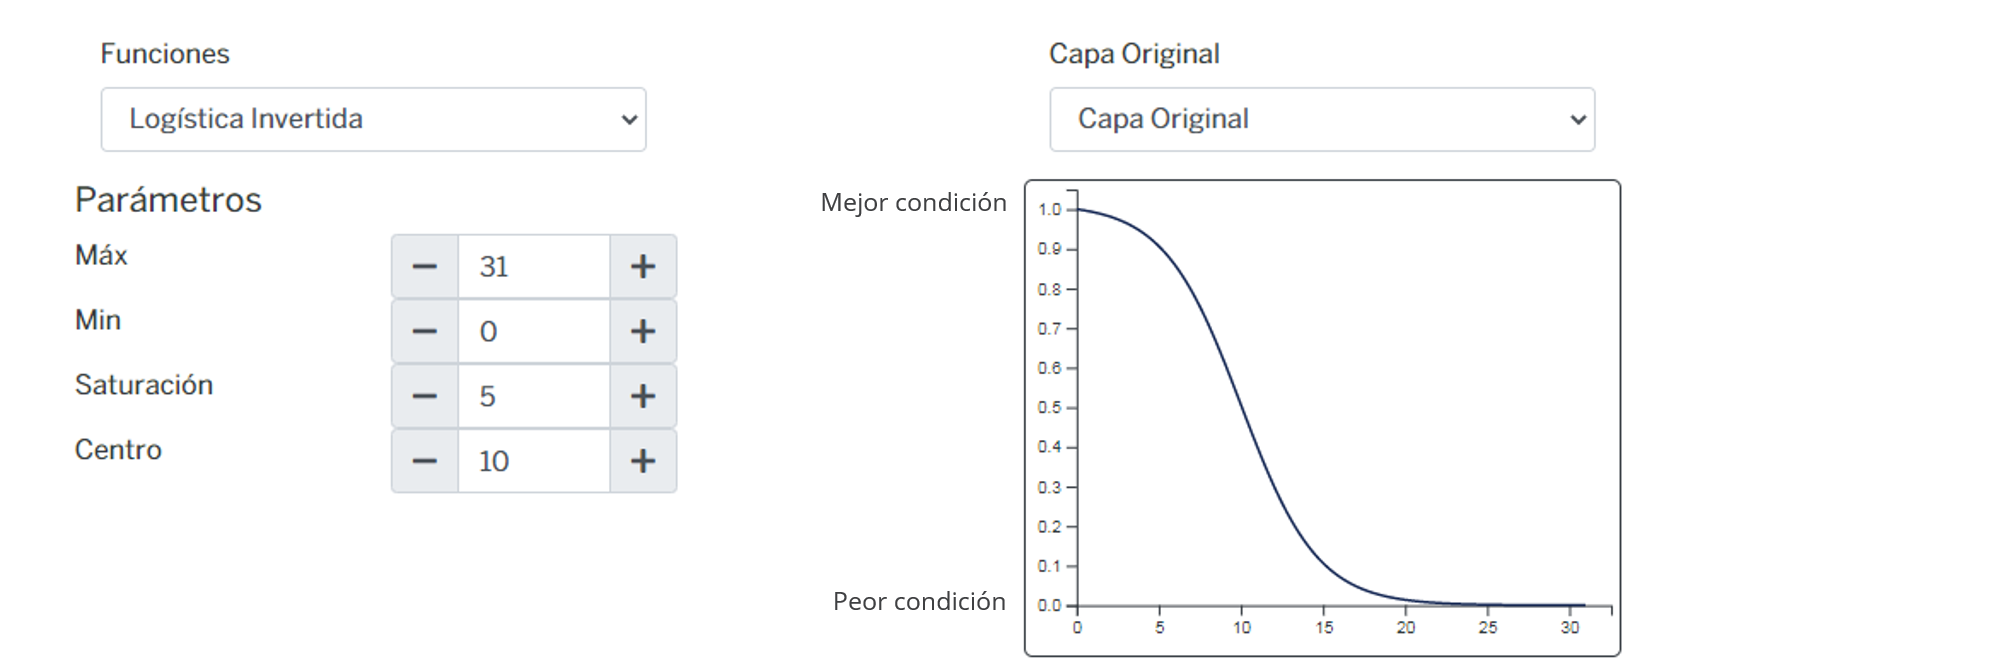 Funciones
Logística Invertida
Parámetros
Máx
31
Min
0
Saturación
5
Centro
10
Capa Original
Capa Original
Mejor condición
Peor condición
1.0
0.9
0.8
0.7
0.6
0.5
0.4
0.3
0.2
0.1
0.0
0 5 10 15 20 25 30